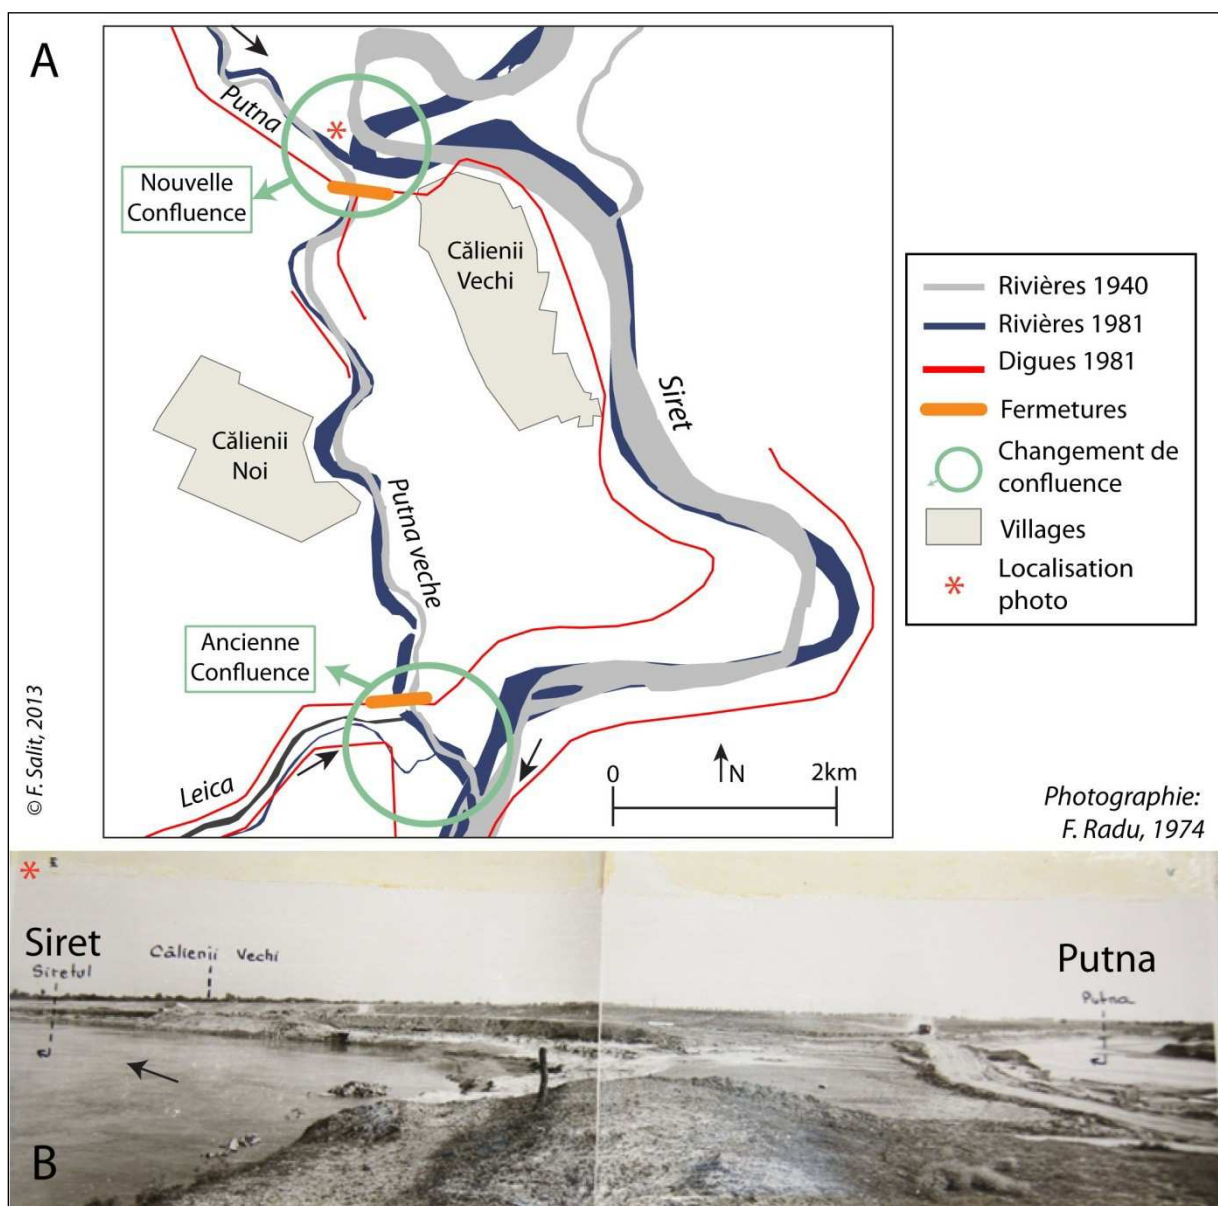 A
Putna
Nouvelle
Confluence
Călienii
Vechi
Siret
Călienii
Noi
Putna veche
Ancienne
Confluence
Leica
0
2km
N
© F. Salit, 2013
Rivières 1940
Rivières 1981
Digues 1981
Fermetures
Changement de
confluence
Villages
Localisation
photo
Photographie:
F. Radu, 1974
Siret
Siretul
Călienii Vechi
Putna
Putna
B